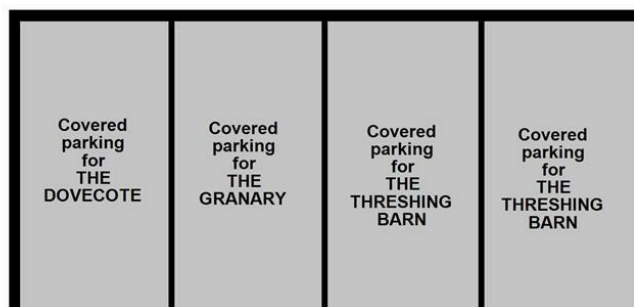 Covered
parking
for
THE
DOVECOTE
Covered
parking
for
THE
GRANARY
Covered
parking
for
THE
THRESHING
BARN
Covered
parking
for
THE
THRESHING
BARN